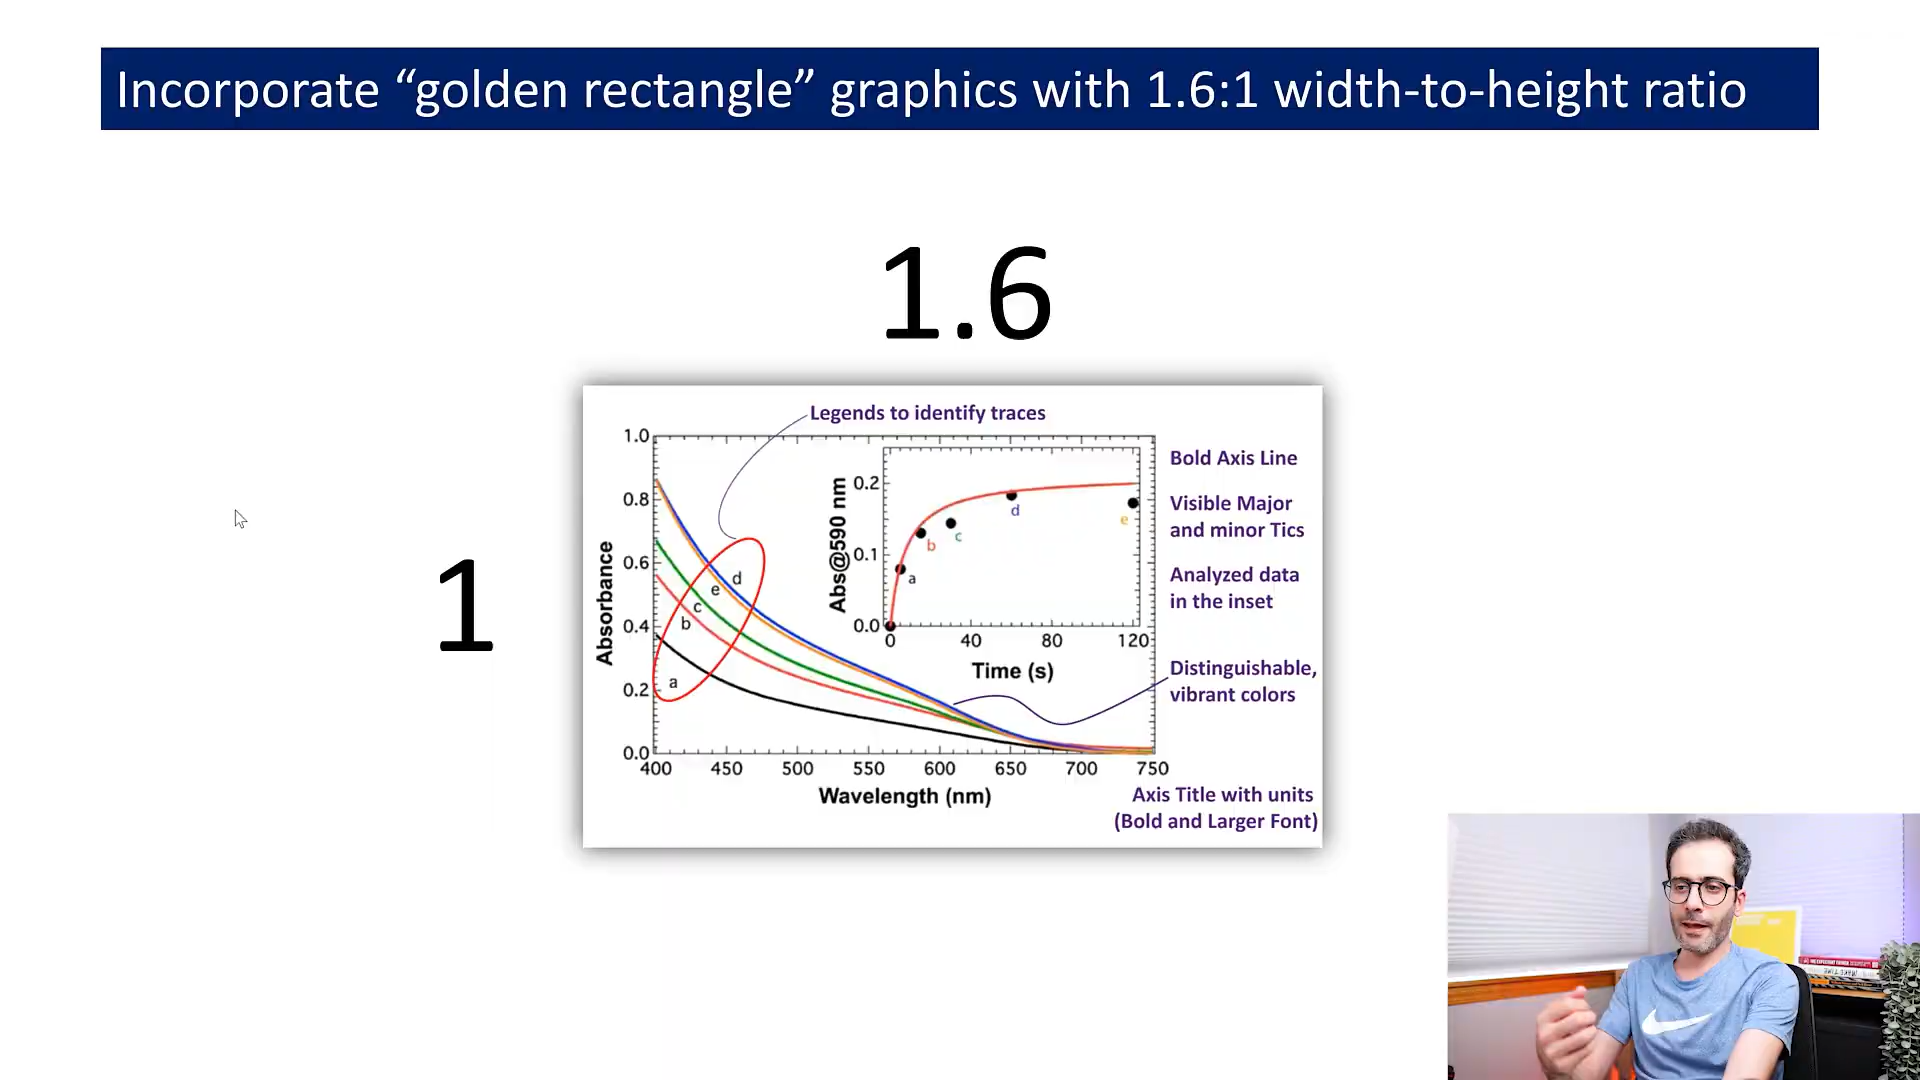 Incorporate “golden rectangle” graphics with 1.6:1 width-to-height ratio
1.6
1
Legends to identify traces
Bold Axis Line
Visible Major
and minor Tics
Analyzed data
in the inset
Distinguishable,
vibrant colors
Axis Title with units
(Bold and Larger Font)
Absorbance
1.0
0.8
0.6
0.4
0.2
0.0
400 450 500 550 600 650 700 750
Wavelength (nm)
d
e
c
b
a
Abs@590 nm
0.2
0.1
0.0
0 40 80 120
Time (s)
a
b
c
d
e
MAKE TIME